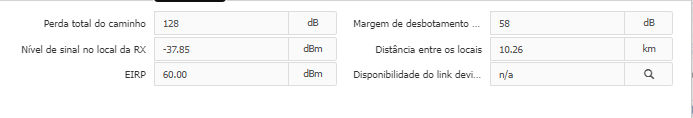 Perda total do caminho 128 dB Margem de desbotamento ... 58 dB
Nível de sinal no local da RX -37.85 dBm Distância entre os locais 10.26 km
EIRP 60.00 dBm Disponibilidade do link devi... n/a